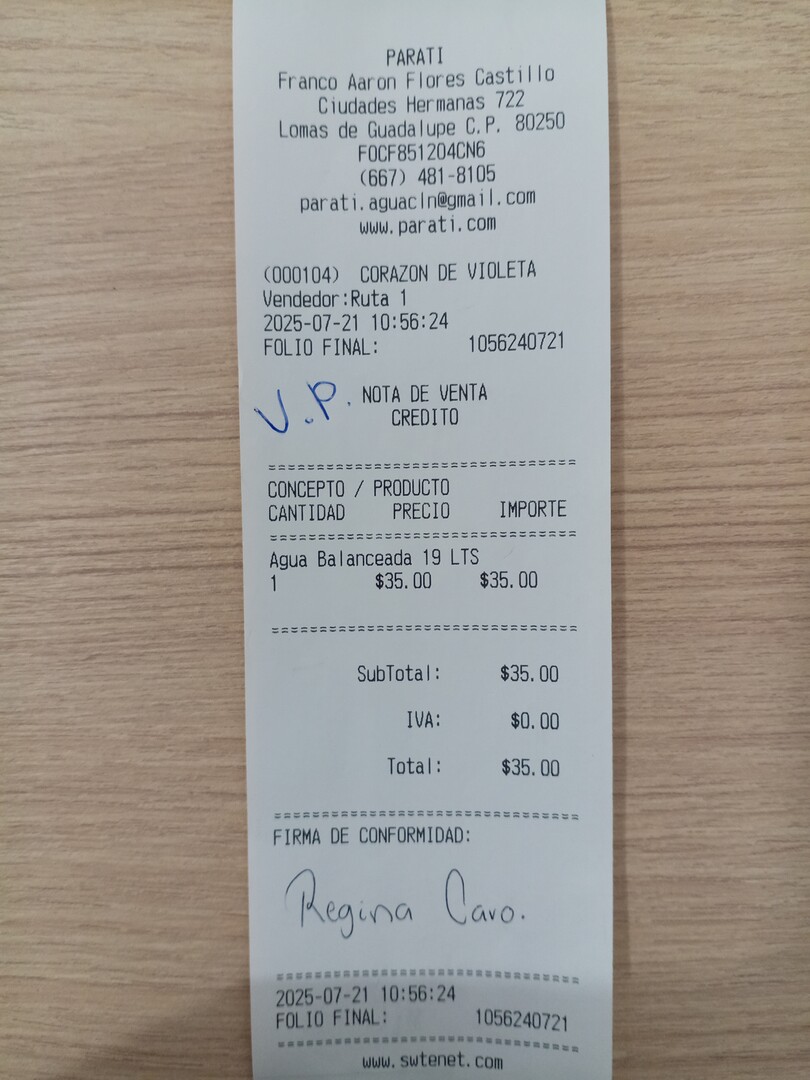 PARATI
Franco Aaron Flores Castillo
Ciudades Hermanas 722
Lomas de Guadalupe C.P. 80250
FOCF851204CN6
(667) 481-8105
parati.aguacln@gmail.com
www.parati.com
(000104) CORAZON DE VIOLETA
Vendedor:Ruta 1
2025-07-21 10:56:24
FOLIO FINAL: 1056240721
V.P. NOTA DE VENTA
CREDITO
================================
CONCEPTO / PRODUCTO
CANTIDAD PRECIO IMPORTE
================================
Agua Balanceada 19 LTS
1 $35.00 $35.00
================================
SubTotal: $35.00
IVA: $0.00
Total: $35.00
================================
FIRMA DE CONFORMIDAD:
Regina Caro.
================================
2025-07-21 10:56:24
FOLIO FINAL: 1056240721
================================
www.swtenet.com